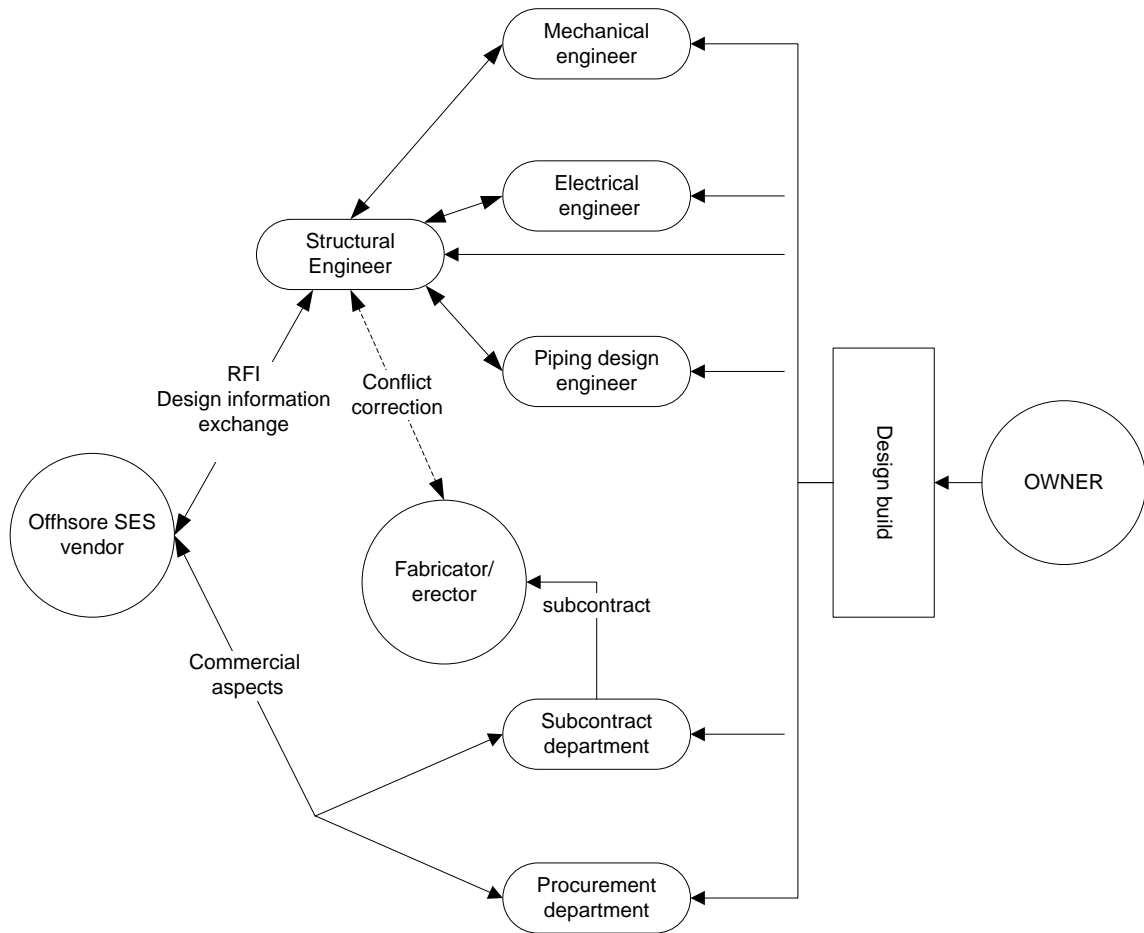 Mechanical
engineer
Electrical
engineer
Structural
Engineer
Piping design
engineer
RFI
Design information
exchange
Conflict
correction
Design build
OWNER
Offhsore SES
vendor
Fabricator/
erector
subcontract
Commercial
aspects
Subcontract
department
Procurement
department